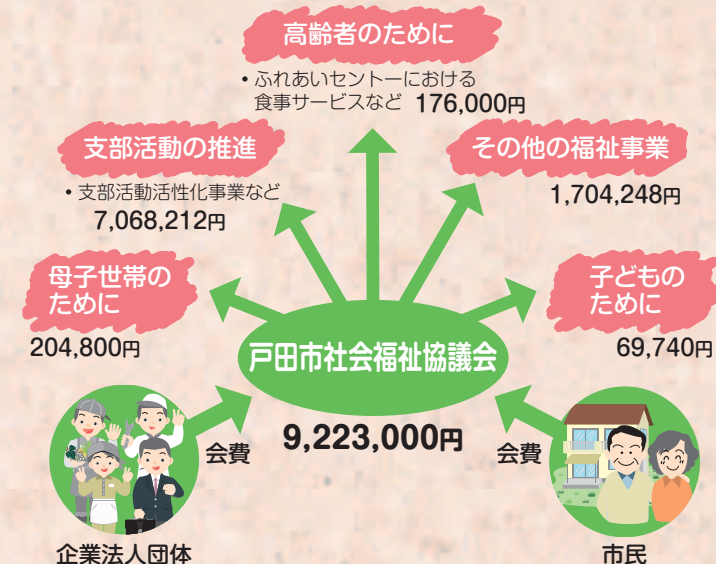 高齢者のために
・ふれあいセントーにおける
食事サービスなど 176,000円
支部活動の推進
・支部活動活性化事業など
7,068,212円
その他の福祉事業
1,704,248円
母子世帯の
ために
204,800円
子どもの
ために
69,740円
戸田市社会福祉協議会
9,223,000円
会費
会費
企業法人団体
市民